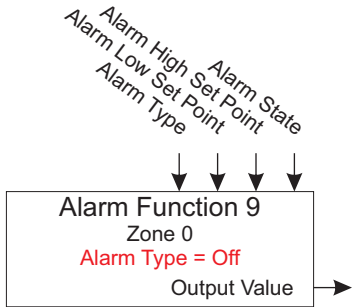 Alarm State
Alarm High Set Point
Alarm Low Set Point
Alarm Type
Alarm Function 9
Zone 0
Alarm Type = Off
Output Value